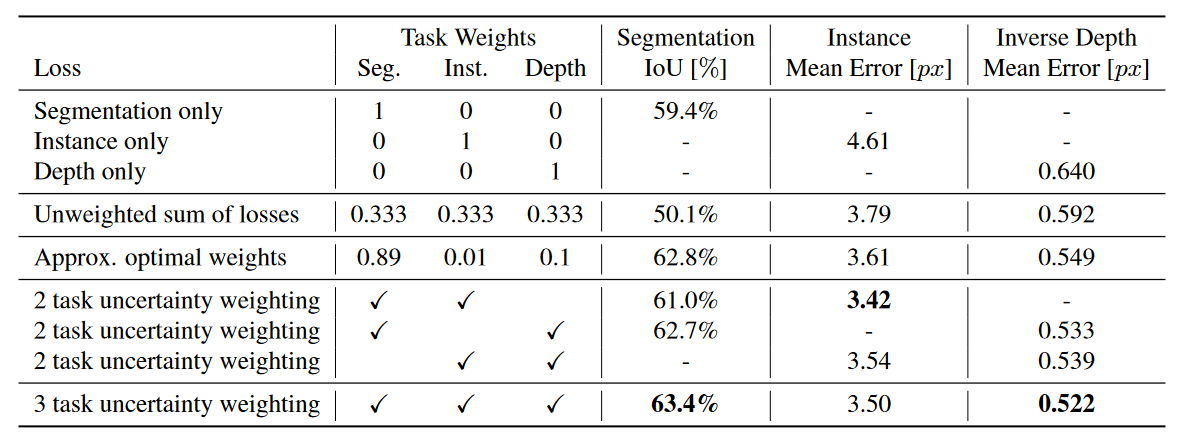 Task Weights Segmentation Instance Inverse Depth
Loss Seg. Inst. Depth IoU [%] Mean Error [px] Mean Error [px]
Segmentation only 1 0 0 59.4% - -
Instance only 0 1 0 - 4.61 -
Depth only 0 0 1 - - 0.640
Unweighted sum of losses 0.333 0.333 0.333 50.1% 3.79 0.592
Approx. optimal weights 0.89 0.01 0.1 62.8% 3.61 0.549
2 task uncertainty weighting ✓ ✓ 61.0% 3.42 -
2 task uncertainty weighting ✓ ✓ 62.7% - 0.533
2 task uncertainty weighting ✓ ✓ - 3.54 0.539
3 task uncertainty weighting ✓ ✓ ✓ 63.4% 3.50 0.522